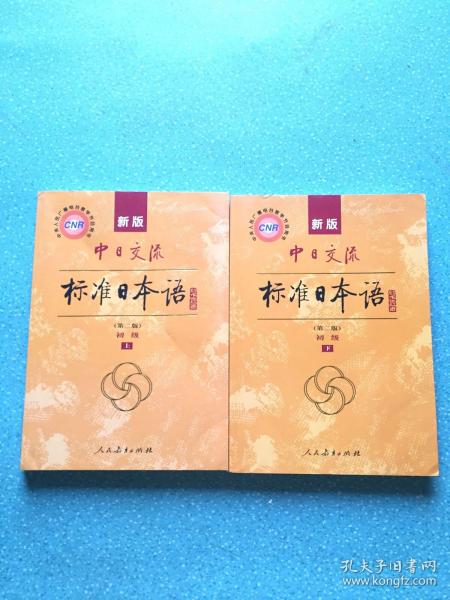 CNR
新版
中日交流
标准日本语
(第二版)
初级
上
人民教育出版社
CNR
新版
中日交流
标准日本语
(第二版)
初级
下
人民教育出版社
孔夫子旧书网
www.kongfz.com